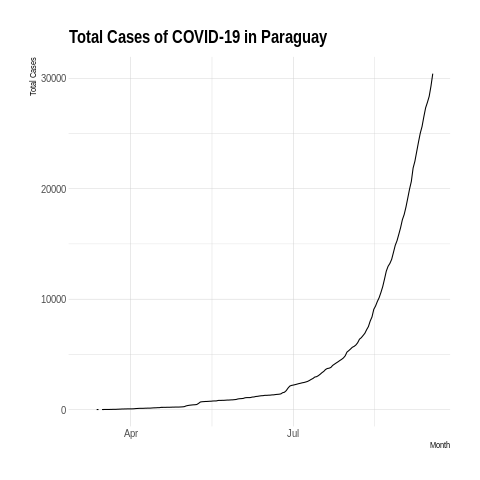 Total Cases of COVID-19 in Paraguay
Total Cases
30000
20000
10000
0
Apr
Jul
Month